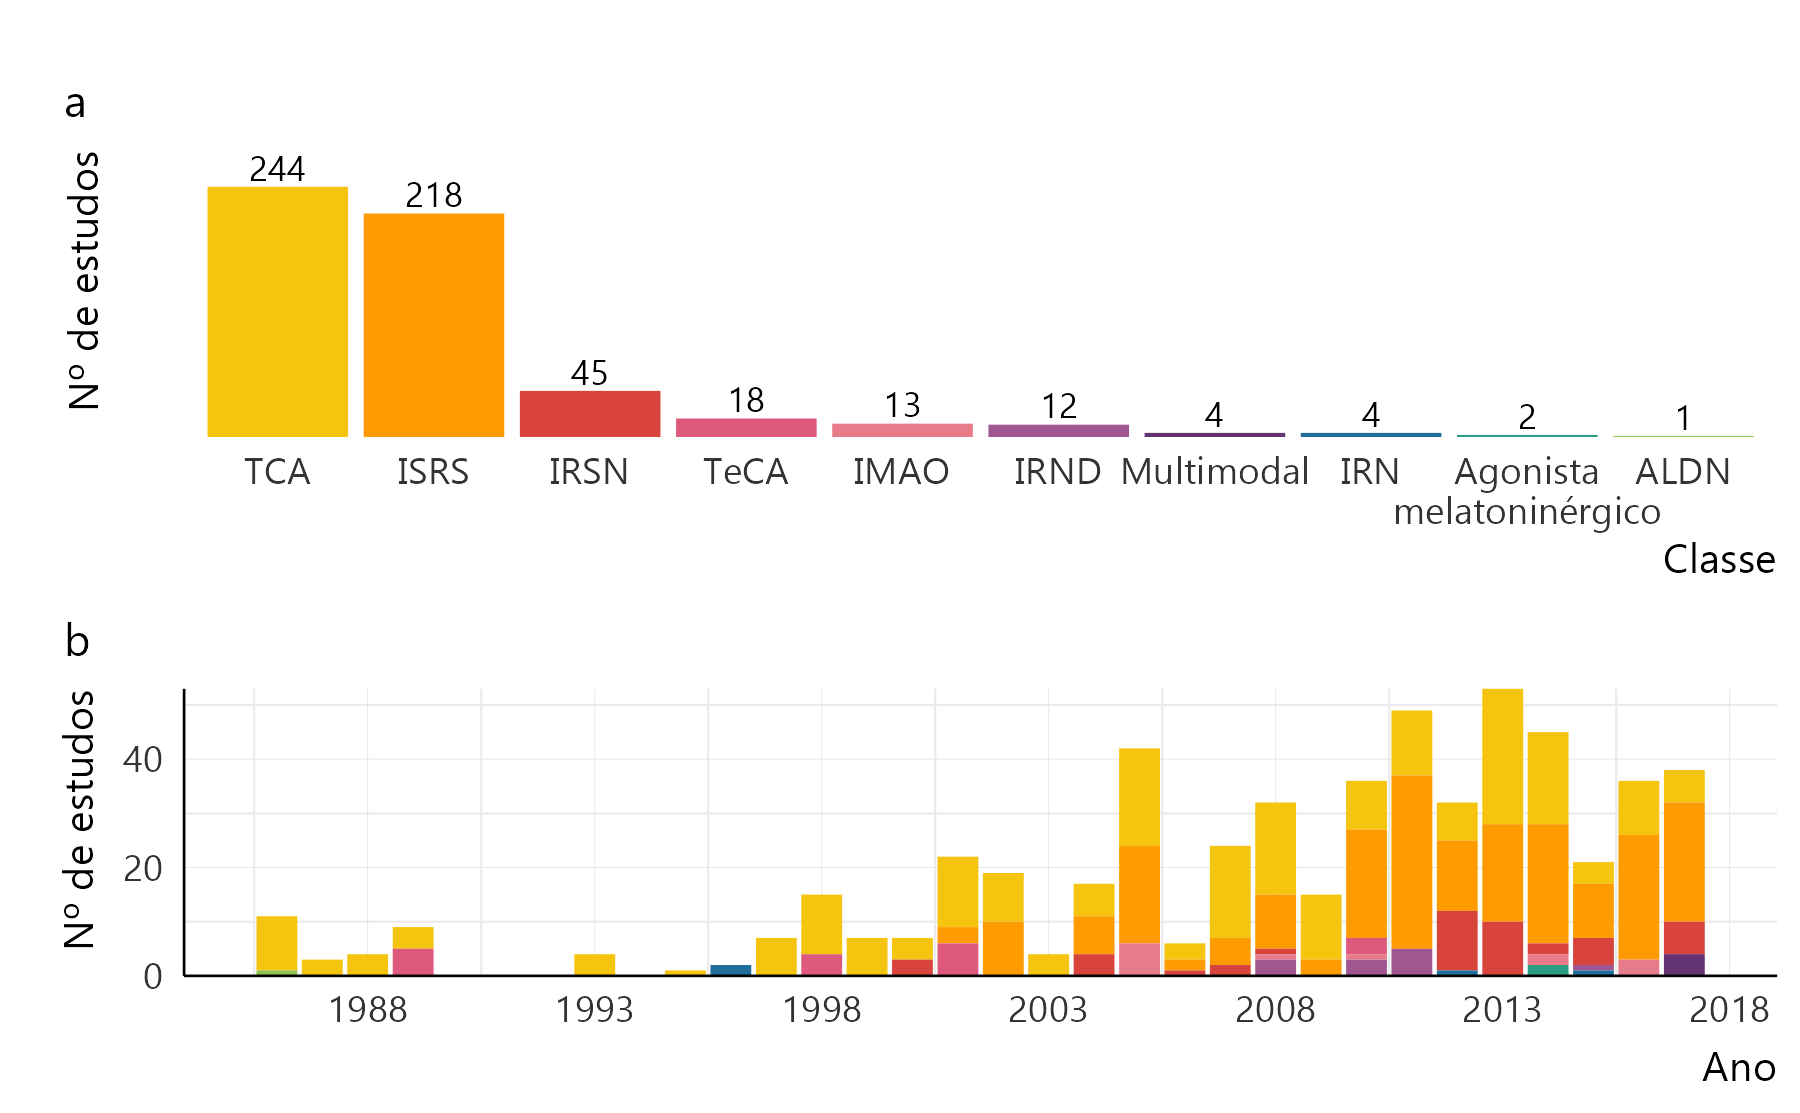 a
Nº de estudos
244
218
45
18
13
12
4
4
2
1
TCA
ISRS
IRSN
TeCA
IMAO
IRND
Multimodal
IRN
Agonista
melatoninérgico
ALDN
Classe
b
Nº de estudos
40
20
0
1988
1993
1998
2003
2008
2013
2018
Ano